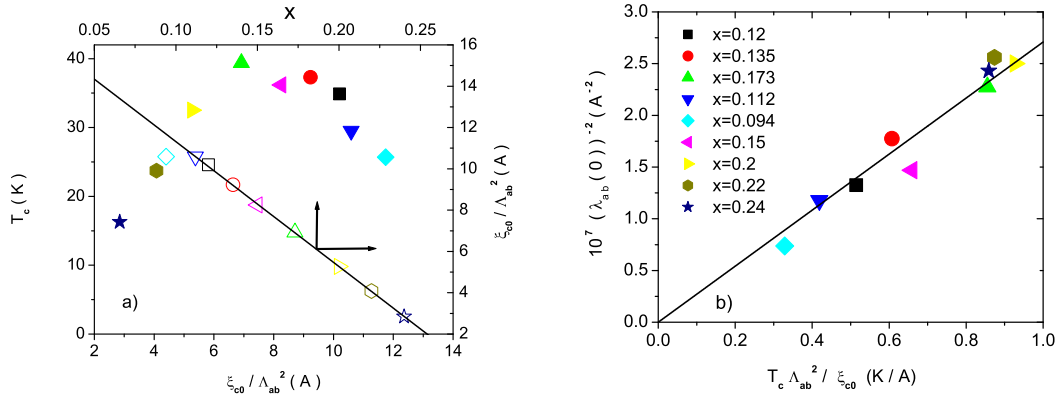 x
0.05 0.10 0.15 0.20 0.25
40
30
20
10
0
T_c (K)
16
14
12
10
8
6
4
2
ξ_c0 / Λ_ab^2 (A)
a)
2 4 6 8 10 12 14
ξ_c0 / Λ_ab^2 (A)
3.0
2.5
2.0
1.5
1.0
0.5
0.0
10^7 (λ_ab(0))^-2 (A^-2)
x=0.12
x=0.135
x=0.173
x=0.112
x=0.094
x=0.15
x=0.2
x=0.22
x=0.24
b)
0.0 0.2 0.4 0.6 0.8 1.0
T_c Λ_ab^2 / ξ_c0 (K / A)